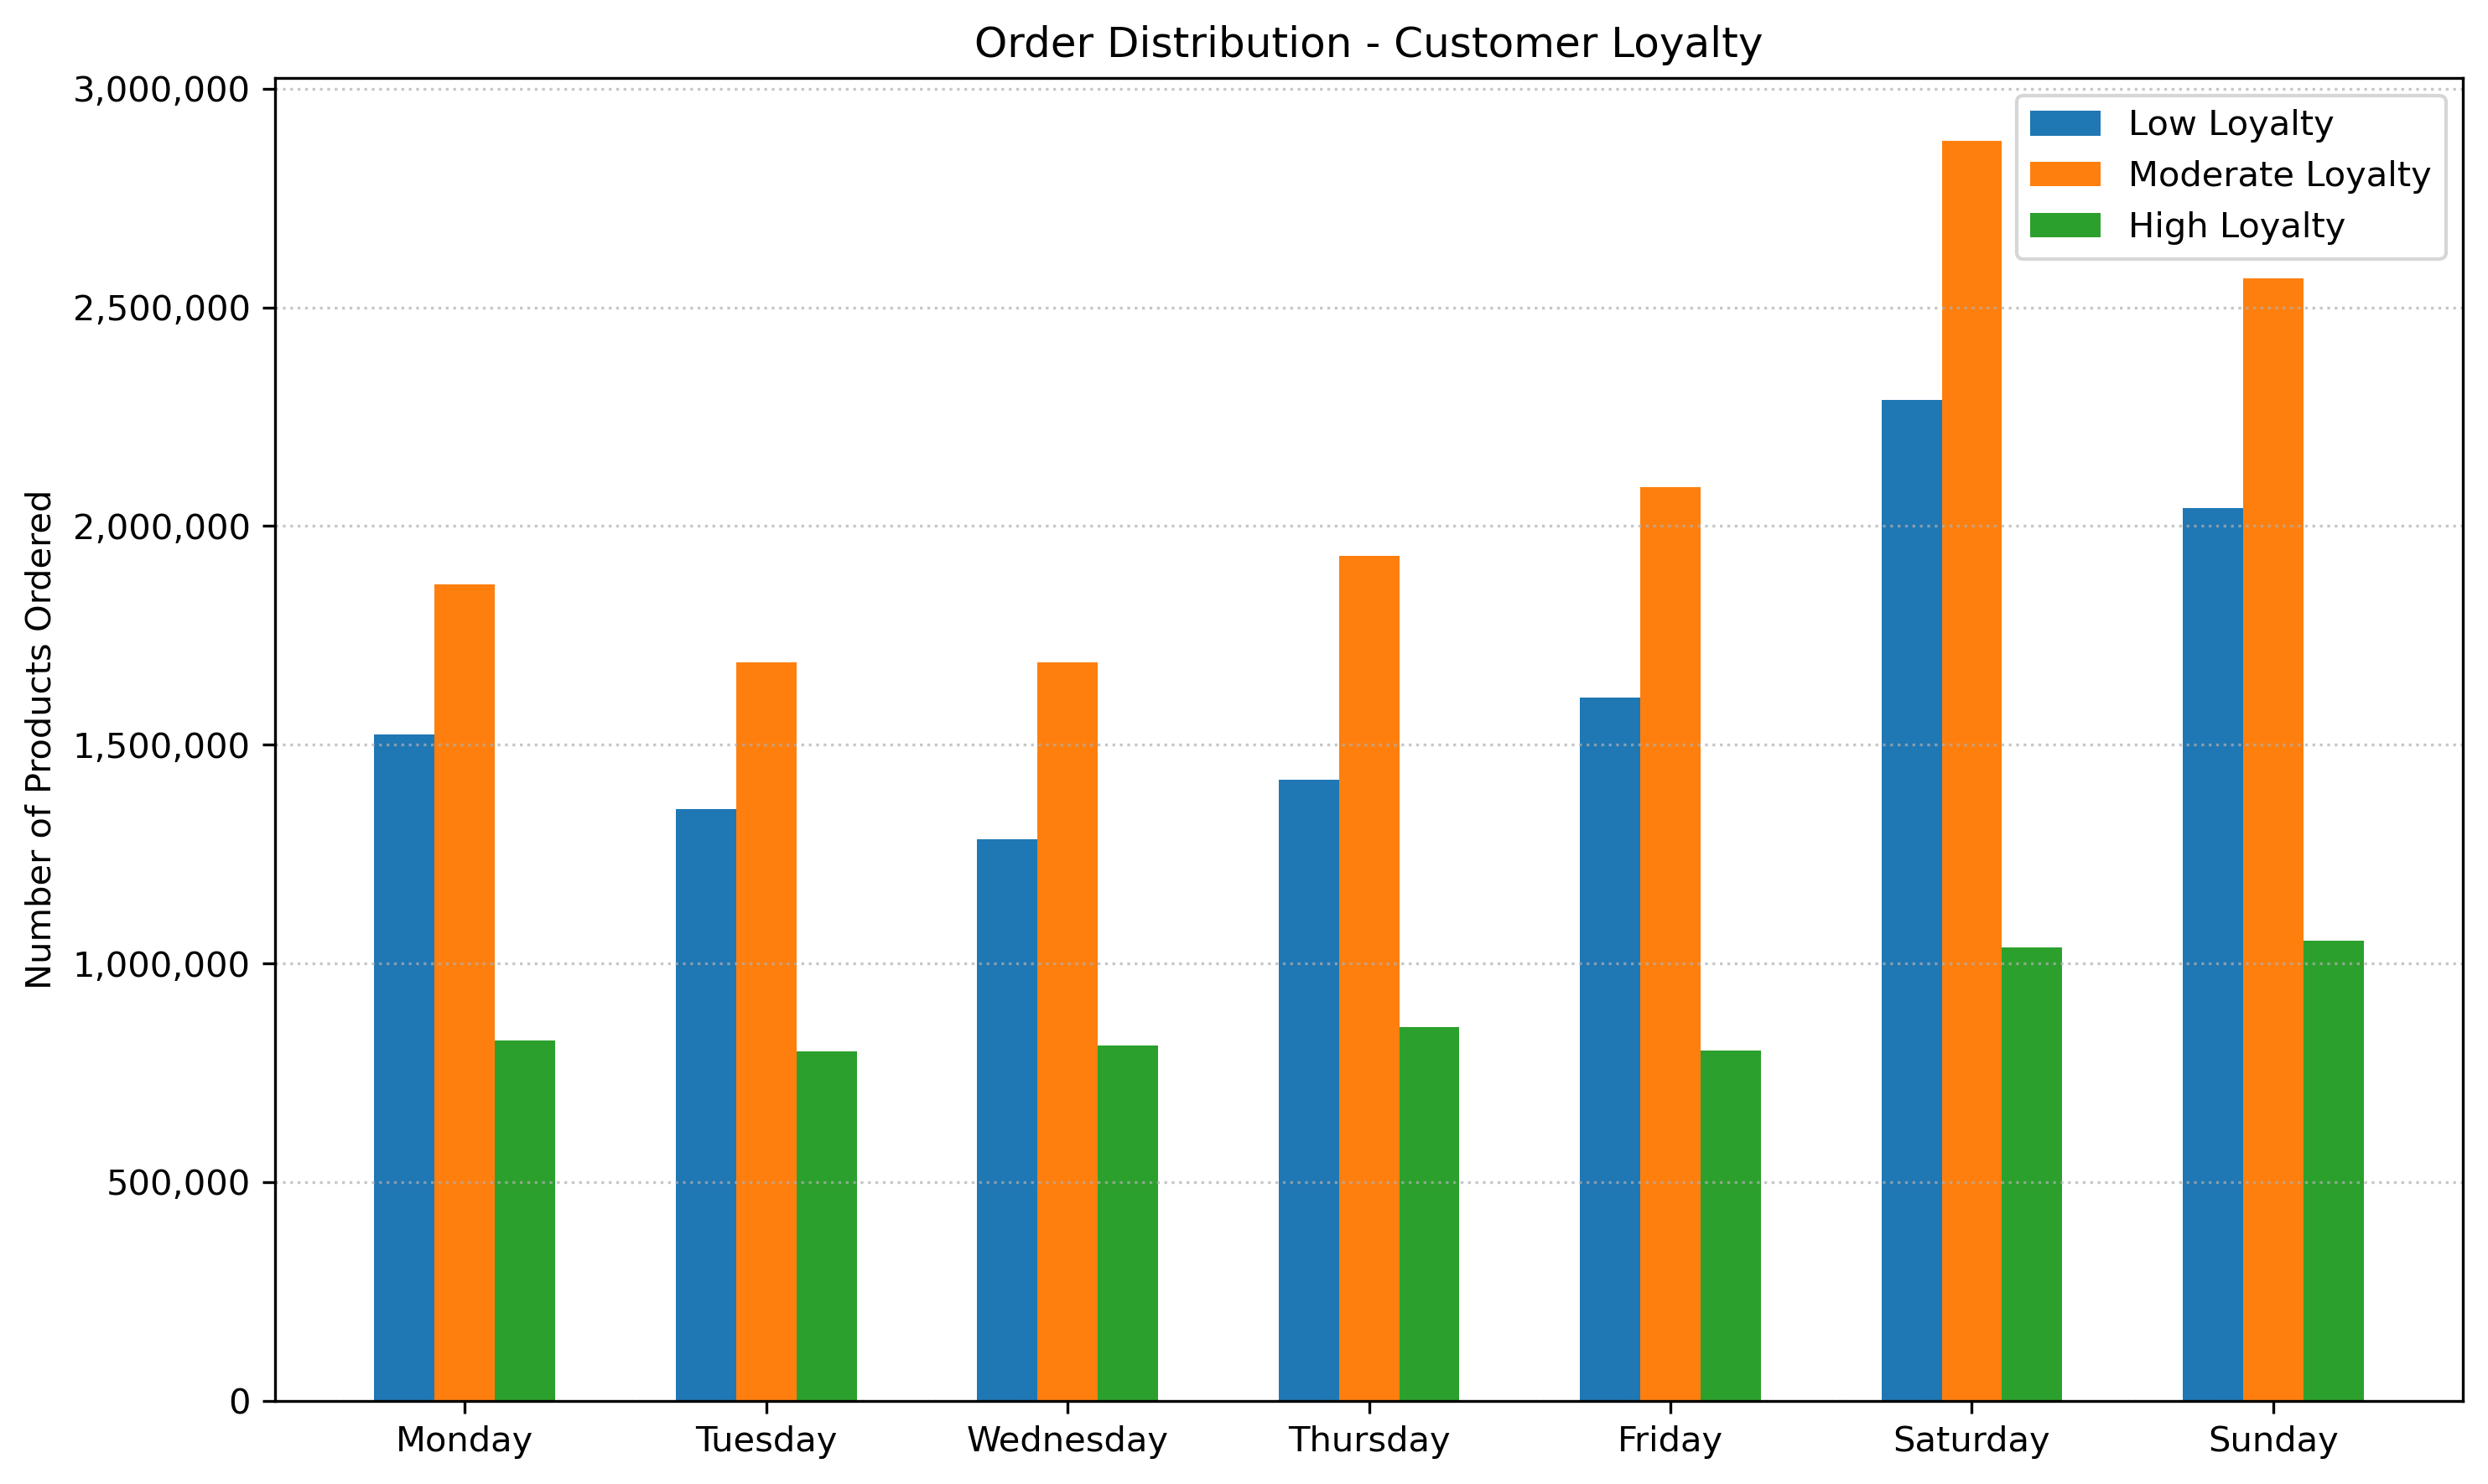 Order Distribution - Customer Loyalty
3,000,000
2,500,000
2,000,000
1,500,000
1,000,000
500,000
0
Number of Products Ordered
Low Loyalty
Moderate Loyalty
High Loyalty
Monday Tuesday Wednesday Thursday Friday Saturday Sunday